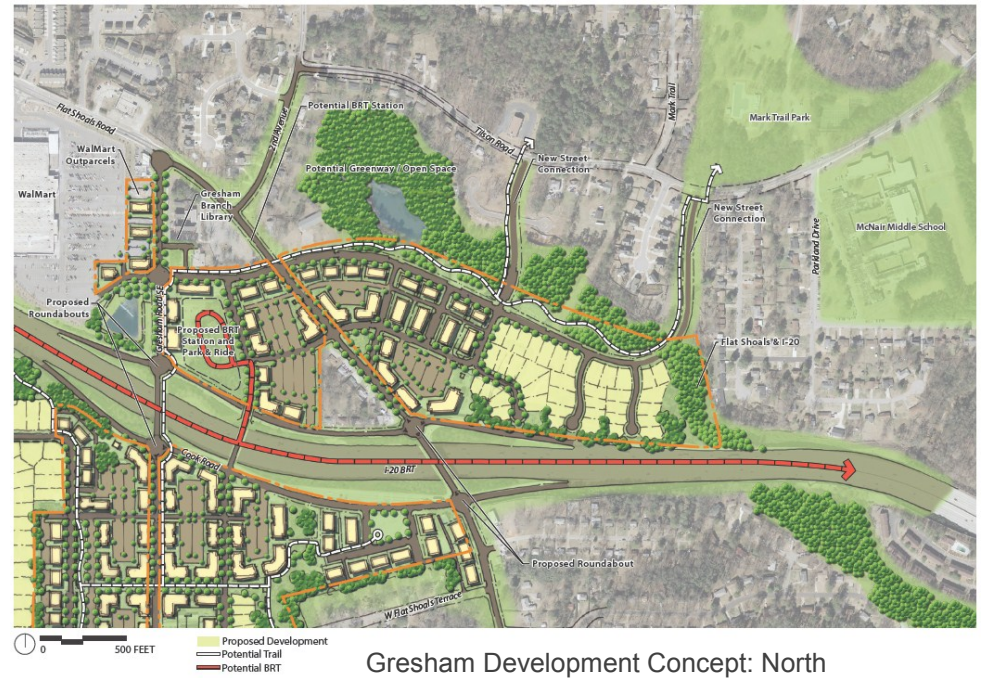 Flat Shoals Road
WalMart
Outparcels
WalMart
Gresham
Branch
Library
2nd Avenue
Potential BRT Station
Potential Greenway / Open Space
Tilson Road
New Street
Connection
Mark Trail
Mark Trail Park
New Street
Connection
Parkland Drive
McNair Middle School
Proposed
Roundabouts
Gresham Road SE
Proposed BRT
Station and
Park & Ride
Flat Shoals & I-20
Cook Road
I-20 BRT
Proposed Roundabout
W Flat Shoals Terrace
0
500 FEET
Proposed Development
Potential Trail
Potential BRT
Gresham Development Concept: North